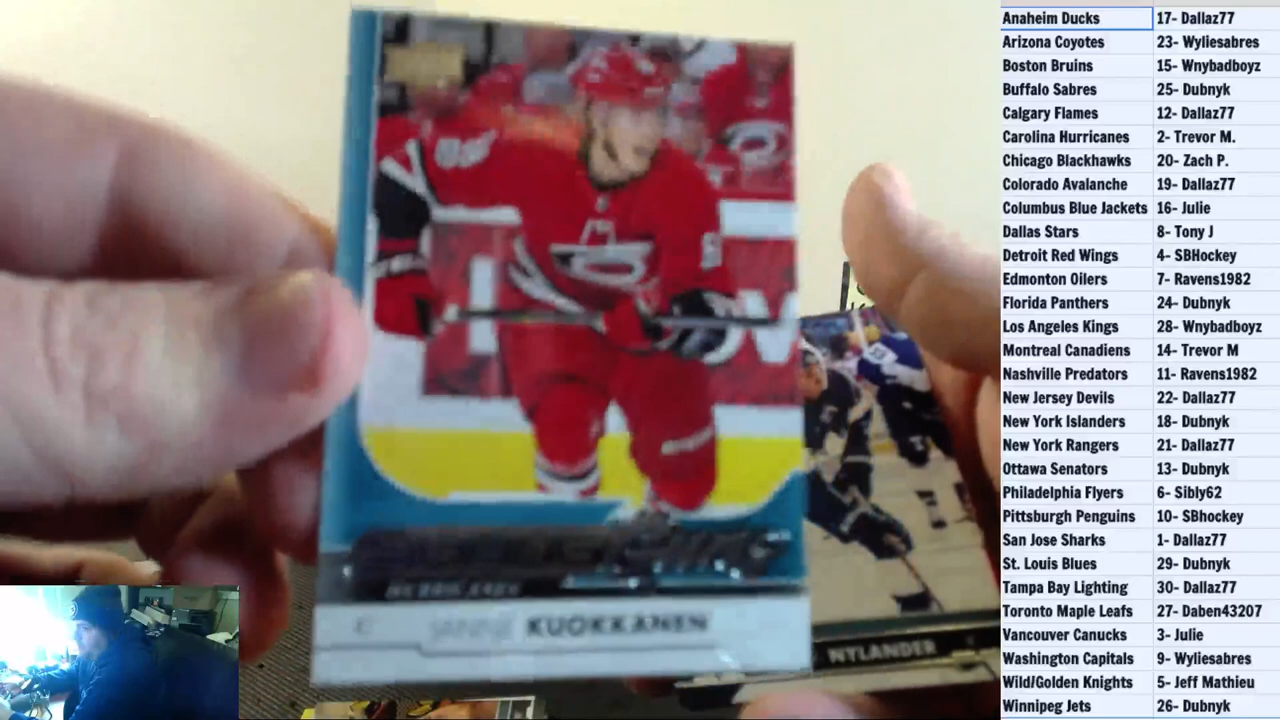 KUOKKANEN
NYLANDER
Anaheim Ducks 17- Dallaz77
Arizona Coyotes 23- Wyliesabres
Boston Bruins 15- Wnybadboyz
Buffalo Sabres 25- Dubnyk
Calgary Flames 12- Dallaz77
Carolina Hurricanes 2- Trevor M.
Chicago Blackhawks 20- Zach P.
Colorado Avalanche 19- Dallaz77
Columbus Blue Jackets 16- Julie
Dallas Stars 8- Tony J
Detroit Red Wings 4- SBHockey
Edmonton Oilers 7- Ravens1982
Florida Panthers 24- Dubnyk
Los Angeles Kings 28- Wnybadboyz
Montreal Canadiens 14- Trevor M
Nashville Predators 11- Ravens1982
New Jersey Devils 22- Dallaz77
New York Islanders 18- Dubnyk
New York Rangers 21- Dallaz77
Ottawa Senators 13- Dubnyk
Philadelphia Flyers 6- Sibly62
Pittsburgh Penguins 10- SBhockey
San Jose Sharks 1- Dallaz77
St. Louis Blues 29- Dubnyk
Tampa Bay Lighting 30- Dallaz77
Toronto Maple Leafs 27- Daben43207
Vancouver Canucks 3- Julie
Washington Capitals 9- Wyliesabres
Wild/Golden Knights 5- Jeff Mathieu
Winnipeg Jets 26- Dubnyk